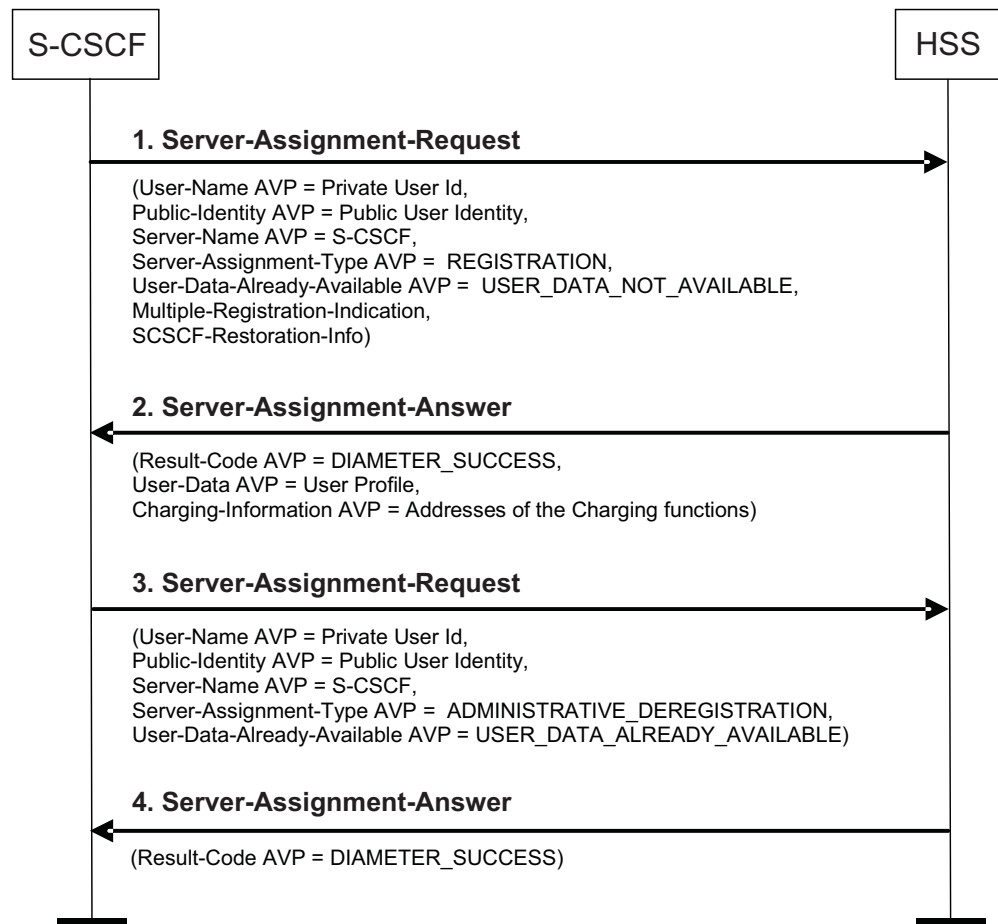 S-CSCF
HSS
1. Server-Assignment-Request
(User-Name AVP = Private User Id,
Public-Identity AVP = Public User Identity,
Server-Name AVP = S-CSCF,
Server-Assignment-Type AVP = REGISTRATION,
User-Data-Already-Available AVP = USER_DATA_NOT_AVAILABLE,
Multiple-Registration-Indication,
SCSCF-Restoration-Info)
2. Server-Assignment-Answer
(Result-Code AVP = DIAMETER_SUCCESS,
User-Data AVP = User Profile,
Charging-Information AVP = Addresses of the Charging functions)
3. Server-Assignment-Request
(User-Name AVP = Private User Id,
Public-Identity AVP = Public User Identity,
Server-Name AVP = S-CSCF,
Server-Assignment-Type AVP = ADMINISTRATIVE_DEREGISTRATION,
User-Data-Already-Available AVP = USER_DATA_ALREADY_AVAILABLE)
4. Server-Assignment-Answer
(Result-Code AVP = DIAMETER_SUCCESS)